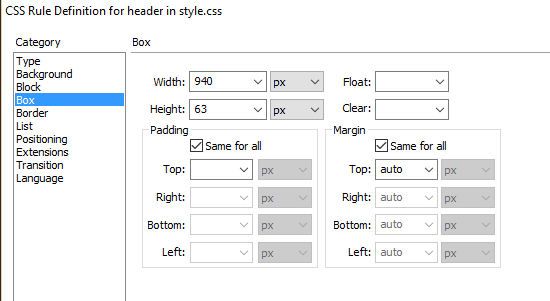 CSS Rule Definition for header in style.css
Category
Box
Type
Background
Block
Box
Border
List
Positioning
Extensions
Transition
Language
Width: 940 px Float:
Height: 63 px Clear:
Padding Margin
Same for all Same for all
Top: px Top: auto px
Right: px Right: auto px
Bottom: px Bottom: auto px
Left: px Left: auto px